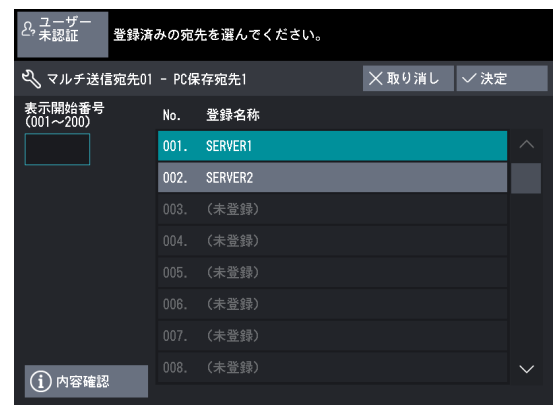 ユーザー
未認証
登録済みの宛先を選んでください。
マルチ送信宛先01 - PC保存宛先1
取り消し
決定
表示開始番号
(001～200)
No. 登録名称
001. SERVER1
002. SERVER2
003. (未登録)
004. (未登録)
005. (未登録)
006. (未登録)
007. (未登録)
008. (未登録)
内容確認